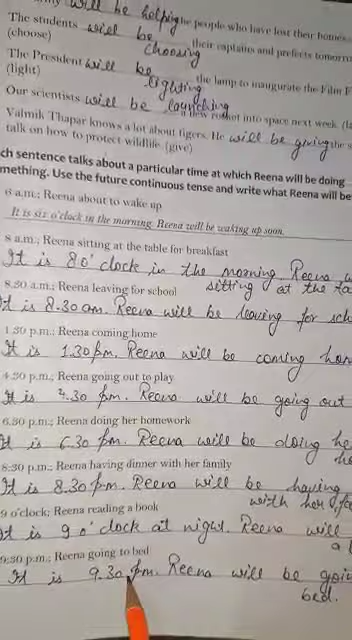 will be helping the people who have lost their homes
The students will be choosing their captains and prefects tomorrow
(choose)
The President will be lighting the lamp to inaugurate the Film
(light)
Our scientists will be launching a new rocket into space next week
Valmik Thapar knows a lot about tigers. He will be giving the
talk on how to protect wildlife. (give)
ch sentence talks about a particular time at which Reena will be doing
mething. Use the future continuous tense and write what Reena will be
6 a.m.; Reena about to wake up
It is six o'clock in the morning. Reena will be waking up soon.
8 a.m.; Reena sitting at the table for breakfast
It is 8 o'clock in the morning Reena
sitting at the
8.30 a.m.; Reena leaving for school
It is 8.30 am. Reena will be leaving for
1.30 p.m.; Reena coming home
It is 1.30 pm. Reena will be coming
4.30 p.m.; Reena going out to play
It is 4.30 pm. Reena will be going out
6.30 p.m.; Reena doing her homework
It is 6.30 pm. Reena will be doing
8:30 p.m.; Reena having dinner with her family
It is 8.30 pm. Reena will be having
with her
9 o'clock; Reena reading a book
It is 9 o'clock at night. Reena will
9:30 p.m.; Reena going to bed
It is 9.30 pm. Reena will be
bed.